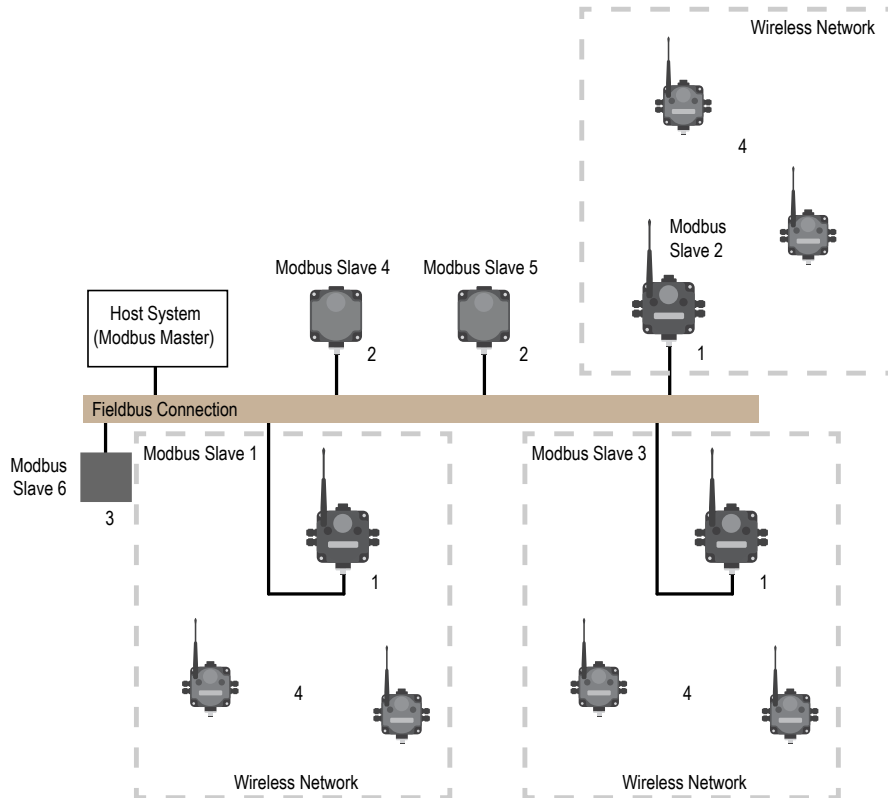 Wireless Network
4
Modbus
Slave 2
1
Modbus Slave 4
2
Modbus Slave 5
2
Host System
(Modbus Master)
Fieldbus Connection
Modbus
Slave 6
3
Modbus Slave 1
1
4
Wireless Network
Modbus Slave 3
1
4
Wireless Network